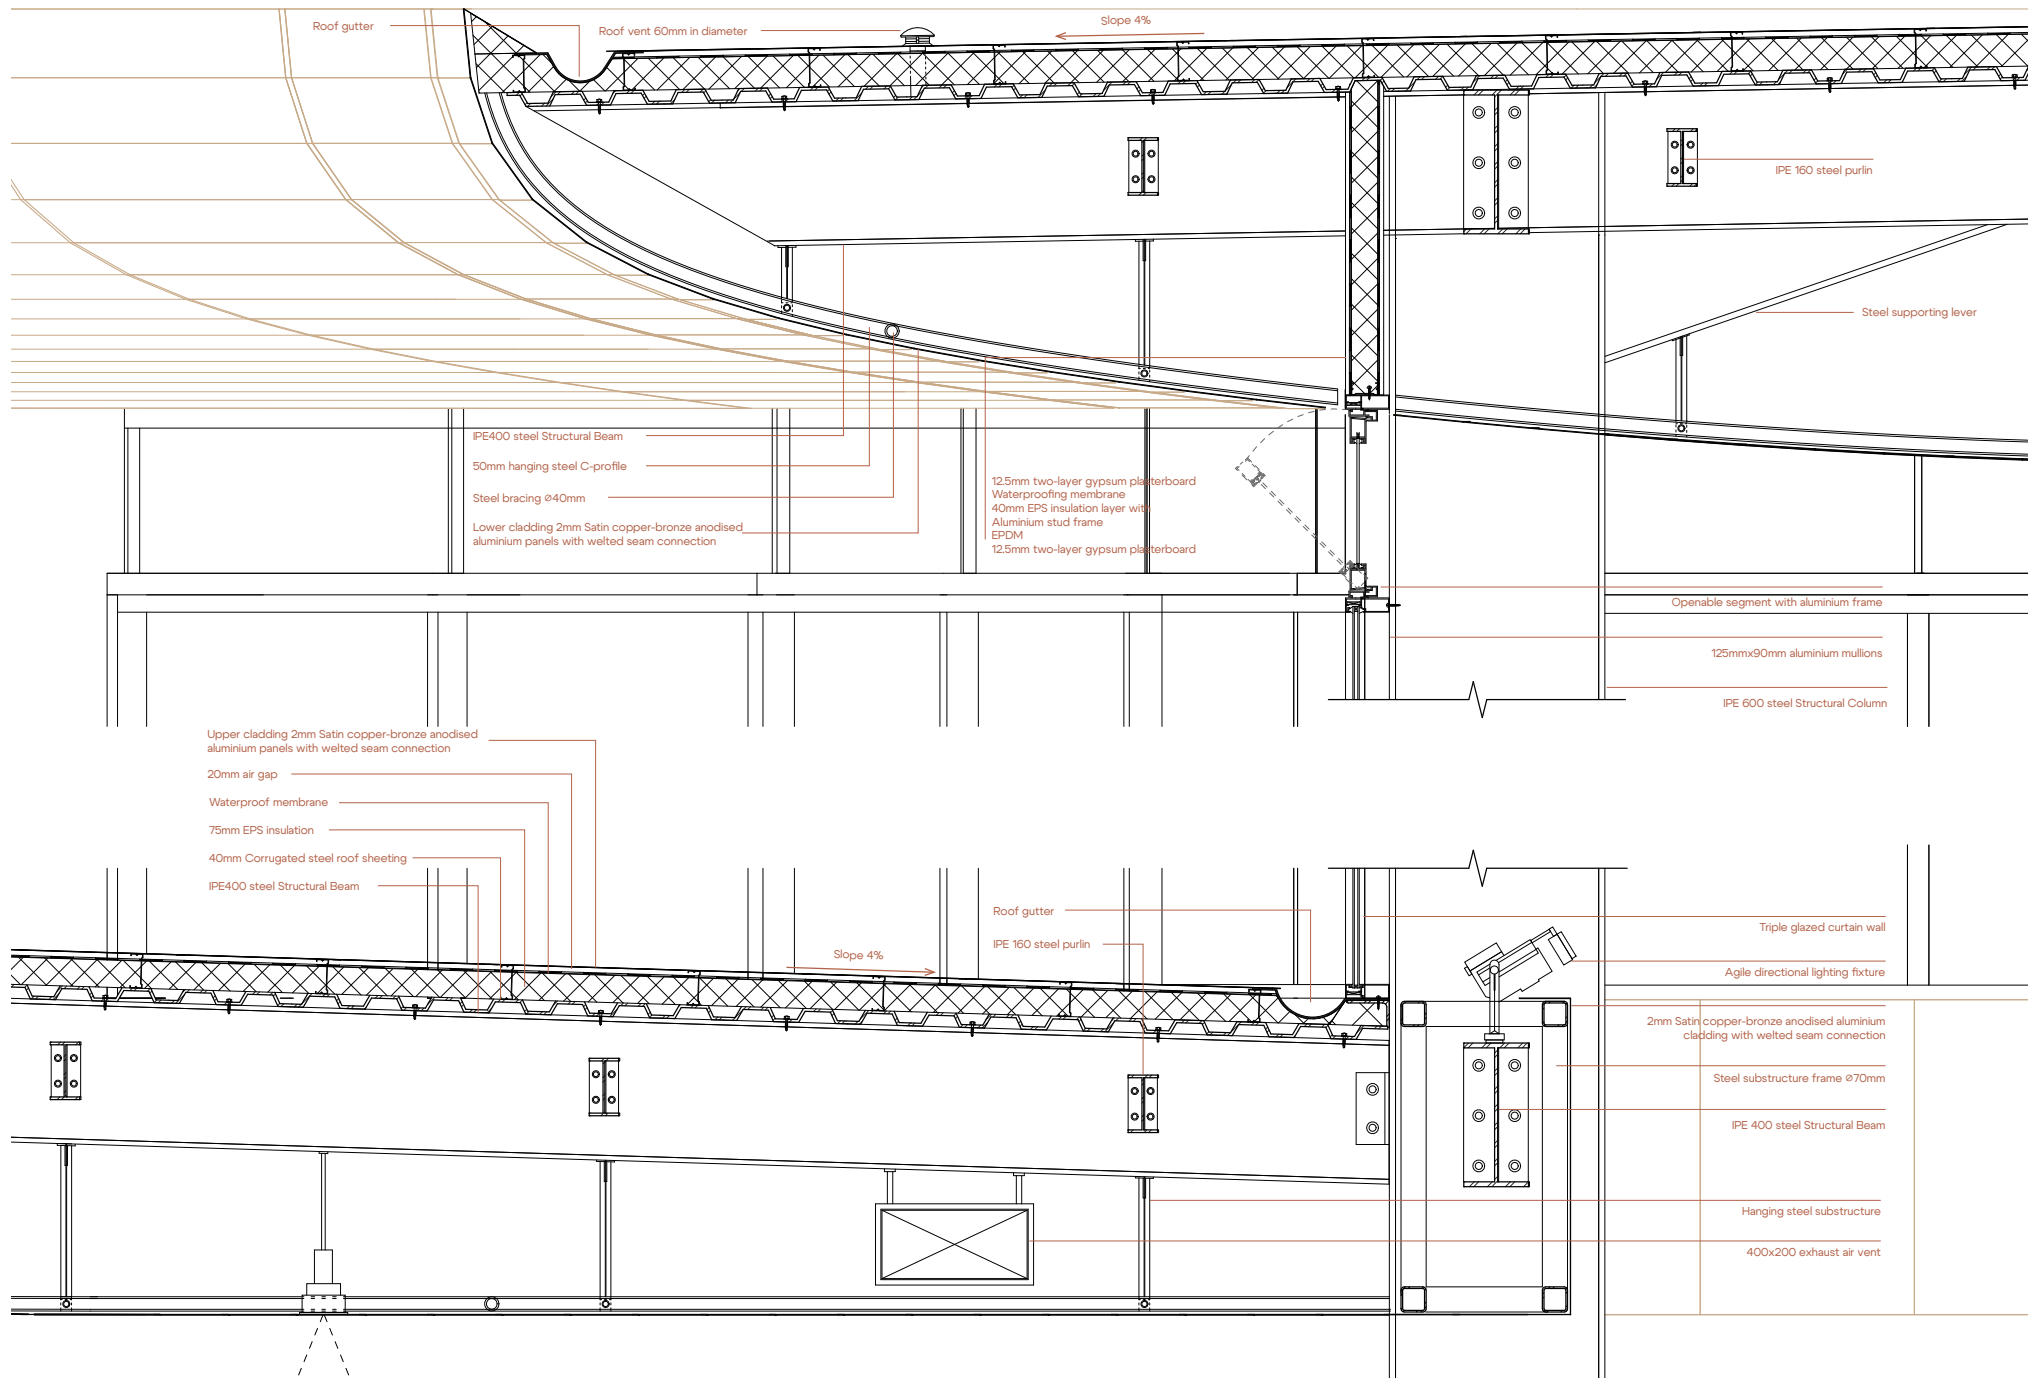 Roof gutter
Roof vent 60mm in diameter
Slope 4%
IPE 160 steel purlin
Steel supporting lever
IPE400 steel Structural Beam
50mm hanging steel C-profile
Steel bracing ⌀40mm
Lower cladding 2mm Satin copper-bronze anodised
aluminium panels with welted seam connection
12.5mm two-layer gypsum plasterboard
Waterproofing membrane
40mm EPS insulation layer with
Aluminium stud frame
EPDM
12.5mm two-layer gypsum plasterboard
Openable segment with aluminium frame
125mmx90mm aluminium mullions
IPE 600 steel Structural Column
Upper cladding 2mm Satin copper-bronze anodised
aluminium panels with welted seam connection
20mm air gap
Waterproof membrane
75mm EPS insulation
40mm Corrugated steel roof sheeting
IPE400 steel Structural Beam
Roof gutter
IPE 160 steel purlin
Slope 4%
Triple glazed curtain wall
Agile directional lighting fixture
2mm Satin copper-bronze anodised aluminium
cladding with welted seam connection
Steel substructure frame ⌀70mm
IPE 400 steel Structural Beam
Hanging steel substructure
400x200 exhaust air vent